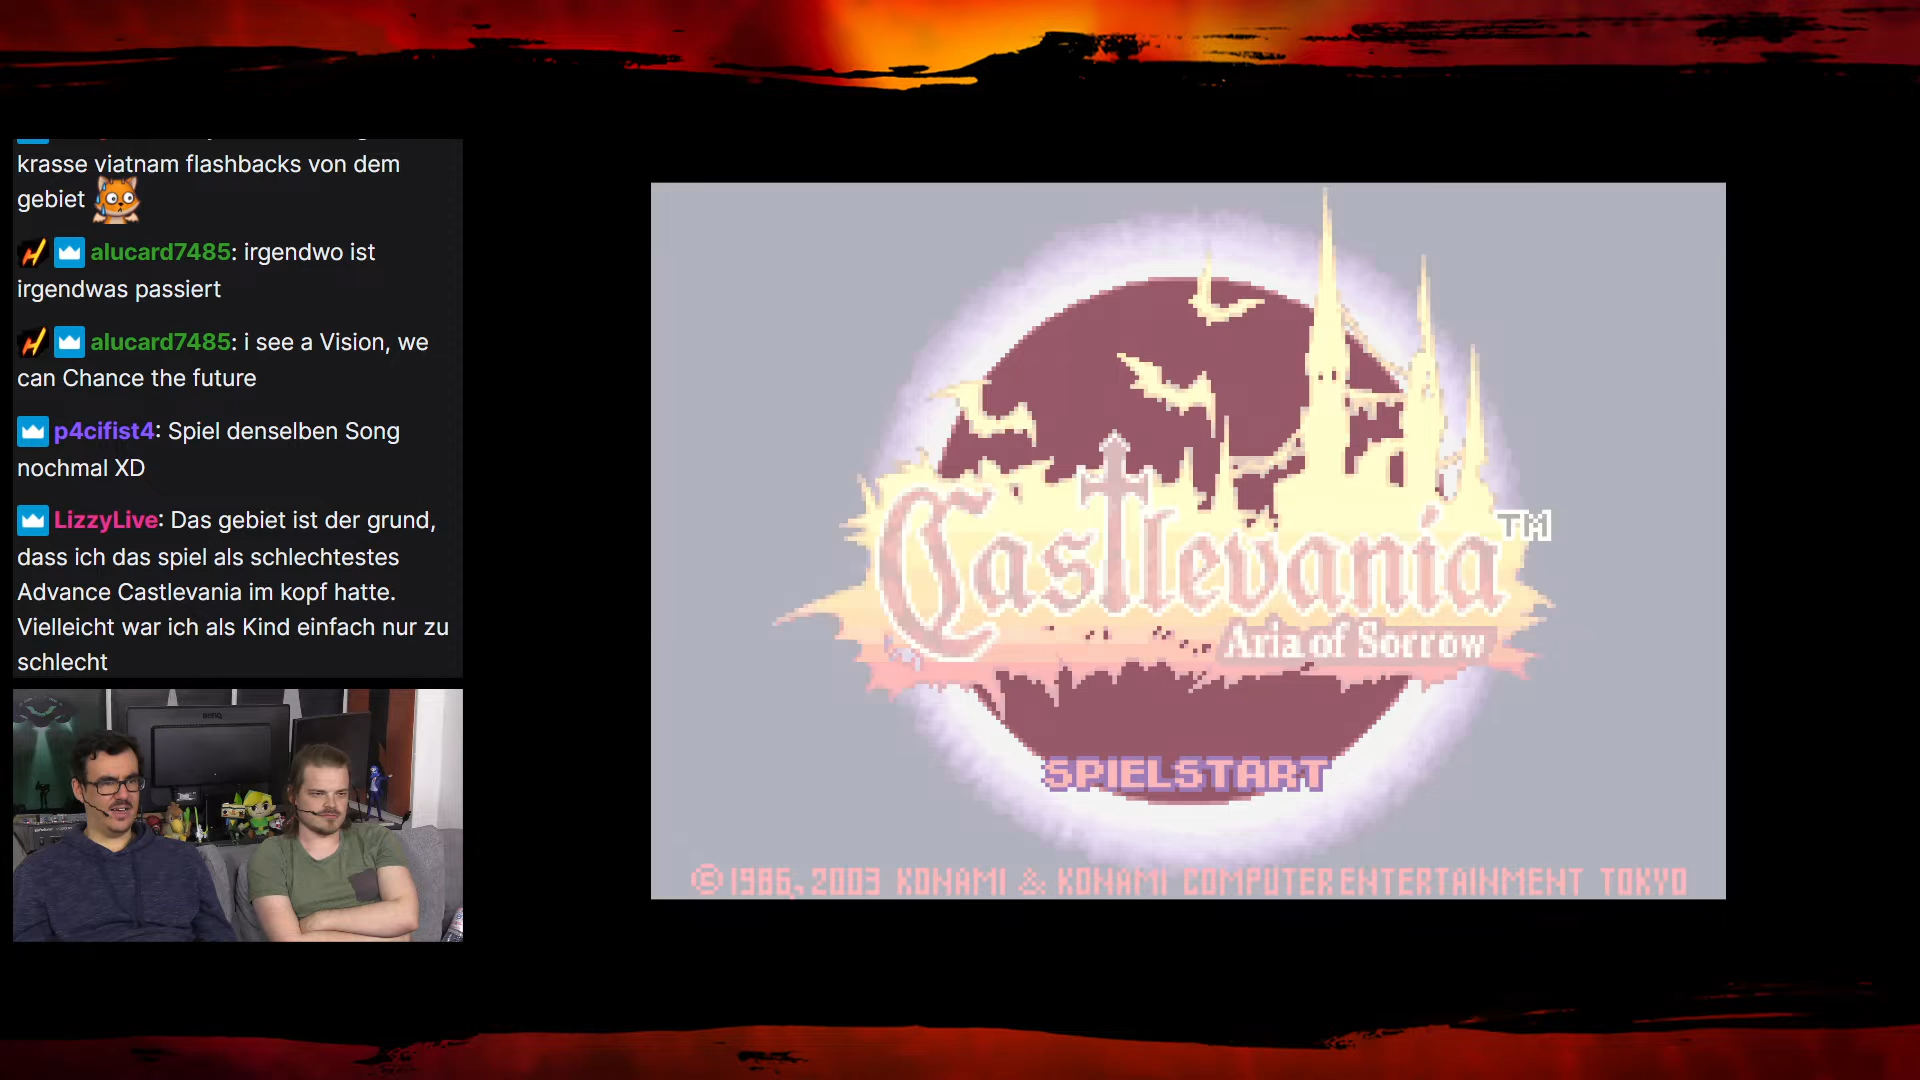 krasse viatnam flashbacks von dem
gebiet
alucard7485: irgendwo ist
irgendwas passiert
alucard7485: i see a Vision, we
can Chance the future
p4cifist4: Spiel denselben Song
nochmal XD
LizzyLive: Das gebiet ist der grund,
dass ich das spiel als schlechtestes
Advance Castlevania im kopf hatte.
Vielleicht war ich als Kind einfach nur zu
schlecht
BenQ
Castlevania TM
Aria of Sorrow
SPIELSTART
©1986, 2003 KONAMI & KONAMI COMPUTER ENTERTAINMENT TOKYO